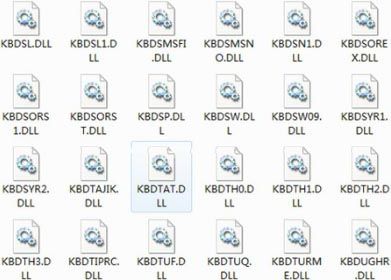 KBDSL.DLL
KBDSL1.D
LL
KBDSMSFI
.DLL
KBDSMSN
O.DLL
KBDSN1.D
LL
KBDSORE
X.DLL
KBDSORS
1.DLL
KBDSORS
T.DLL
KBDSP.DL
L
KBDSW.DL
L
KBDSW09.
DLL
KBDSYR1.
DLL
KBDSYR2.
DLL
KBDTAJIK.
DLL
KBDTAT.D
LL
KBDTH0.D
LL
KBDTH1.D
LL
KBDTH2.D
LL
KBDTH3.D
LL
KBDTIPRC.
DLL
KBDTUF.D
LL
KBDTUQ.D
LL
KBDTURM
E.DLL
KBDUGHR
.DLL